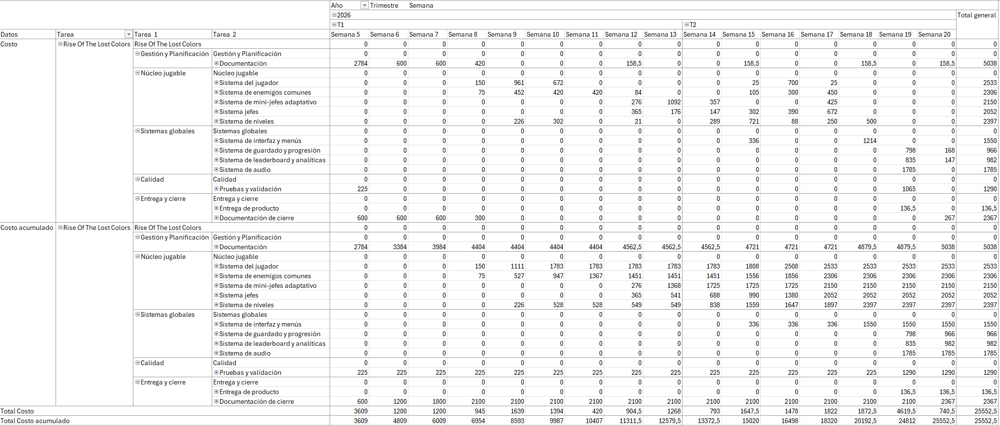 Año Trimestre Semana
2026 Total general
T1 T2
Datos Tarea Tarea 1 Tarea 2 Semana 5 Semana 6 Semana 7 Semana 8 Semana 9 Semana 10 Semana 11 Semana 12 Semana 13 Semana 14 Semana 15 Semana 16 Semana 17 Semana 18 Semana 19 Semana 20
Costo Rise Of The Lost Colors Rise Of The Lost Colors 0 0 0 0 0 0 0 0 0 0 0 0 0 0 0 0 0
Gestión y Planificación Gestión y Planificación 0 0 0 0 0 0 0 0 0 0 0 0 0 0 0 0 0
Documentación 2784 600 600 420 0 0 0 158,5 0 0 158,5 0 0 158,5 0 158,5 5038
Núcleo jugable Núcleo jugable 0 0 0 0 0 0 0 0 0 0 0 0 0 0 0 0 0
Sistema del jugador 0 0 0 150 961 672 0 0 0 0 25 700 25 0 0 0 2533
Sistema de enemigos comunes 0 0 0 75 452 420 420 84 0 0 105 300 450 0 0 0 2306
Sistema de mini-jefes adaptativo 0 0 0 0 0 0 0 276 1092 357 0 0 425 0 0 0 2150
Sistema jefes 0 0 0 0 0 0 0 365 176 147 302 390 672 0 0 0 2052
Sistema de niveles 0 0 0 0 226 302 0 21 0 289 721 88 250 500 0 0 2397
Sistemas globales Sistemas globales 0 0 0 0 0 0 0 0 0 0 0 0 0 0 0 0 0
Sistema de interfaz y menús 0 0 0 0 0 0 0 0 0 0 336 0 0 1214 0 0 1550
Sistema de guardado y progresión 0 0 0 0 0 0 0 0 0 0 0 0 0 0 798 168 966
Sistema de leaderboard y analíticas 0 0 0 0 0 0 0 0 0 0 0 0 0 0 835 147 982
Sistema de audio 0 0 0 0 0 0 0 0 0 0 0 0 0 0 1785 0 1785
Calidad Calidad 0 0 0 0 0 0 0 0 0 0 0 0 0 0 0 0 0
Pruebas y validación 225 0 0 0 0 0 0 0 0 0 0 0 0 0 1065 0 1290
Entrega y cierre Entrega y cierre 0 0 0 0 0 0 0 0 0 0 0 0 0 0 0 0 0
Entrega de producto 0 0 0 0 0 0 0 0 0 0 0 0 0 0 136,5 0 136,5
Documentación de cierre 600 600 600 300 0 0 0 0 0 0 0 0 0 0 0 267 2367
Costo acumulado Rise Of The Lost Colors Rise Of The Lost Colors 0 0 0 0 0 0 0 0 0 0 0 0 0 0 0 0 0
Gestión y Planificación Gestión y Planificación 0 0 0 0 0 0 0 0 0 0 0 0 0 0 0 0 0
Documentación 2784 3384 3984 4404 4404 4404 4404 4562,5 4562,5 4562,5 4721 4721 4721 4879,5 4879,5 5038 5038
Núcleo jugable Núcleo jugable 0 0 0 0 0 0 0 0 0 0 0 0 0 0 0 0 0
Sistema del jugador 0 0 0 150 1111 1783 1783 1783 1783 1783 1808 2508 2533 2533 2533 2533 2533
Sistema de enemigos comunes 0 0 0 75 527 947 1367 1451 1451 1451 1556 1856 2306 2306 2306 2306 2306
Sistema de mini-jefes adaptativo 0 0 0 0 0 0 0 276 1368 1725 1725 1725 2150 2150 2150 2150 2150
Sistema jefes 0 0 0 0 0 0 0 365 541 688 990 1380 2052 2052 2052 2052 2052
Sistema de niveles 0 0 0 0 226 528 528 549 549 838 1559 1647 1897 2397 2397 2397 2397
Sistemas globales Sistemas globales 0 0 0 0 0 0 0 0 0 0 0 0 0 0 0 0 0
Sistema de interfaz y menús 0 0 0 0 0 0 0 0 0 0 336 336 336 1550 1550 1550 1550
Sistema de guardado y progresión 0 0 0 0 0 0 0 0 0 0 0 0 0 0 798 966 966
Sistema de leaderboard y analíticas 0 0 0 0 0 0 0 0 0 0 0 0 0 0 835 982 982
Sistema de audio 0 0 0 0 0 0 0 0 0 0 0 0 0 0 1785 1785 1785
Calidad Calidad 0 0 0 0 0 0 0 0 0 0 0 0 0 0 0 0 0
Pruebas y validación 225 225 225 225 225 225 225 225 225 225 225 225 225 225 1290 1290 1290
Entrega y cierre Entrega y cierre 0 0 0 0 0 0 0 0 0 0 0 0 0 0 0 0 0
Entrega de producto 0 0 0 0 0 0 0 0 0 0 0 0 0 0 136,5 136,5 136,5
Documentación de cierre 600 1200 1800 2100 2100 2100 2100 2100 2100 2100 2100 2100 2100 2100 2100 2367 2367
Total Costo 3609 1200 1200 945 1639 1394 420 904,5 1268 793 1647,5 1478 1822 1872,5 4619,5 740,5 25552,5
Total Costo acumulado 3609 4809 6009 6954 8593 9987 10407 11311,5 12579,5 13372,5 15020 16498 18320 20192,5 24812 25552,5 25552,5